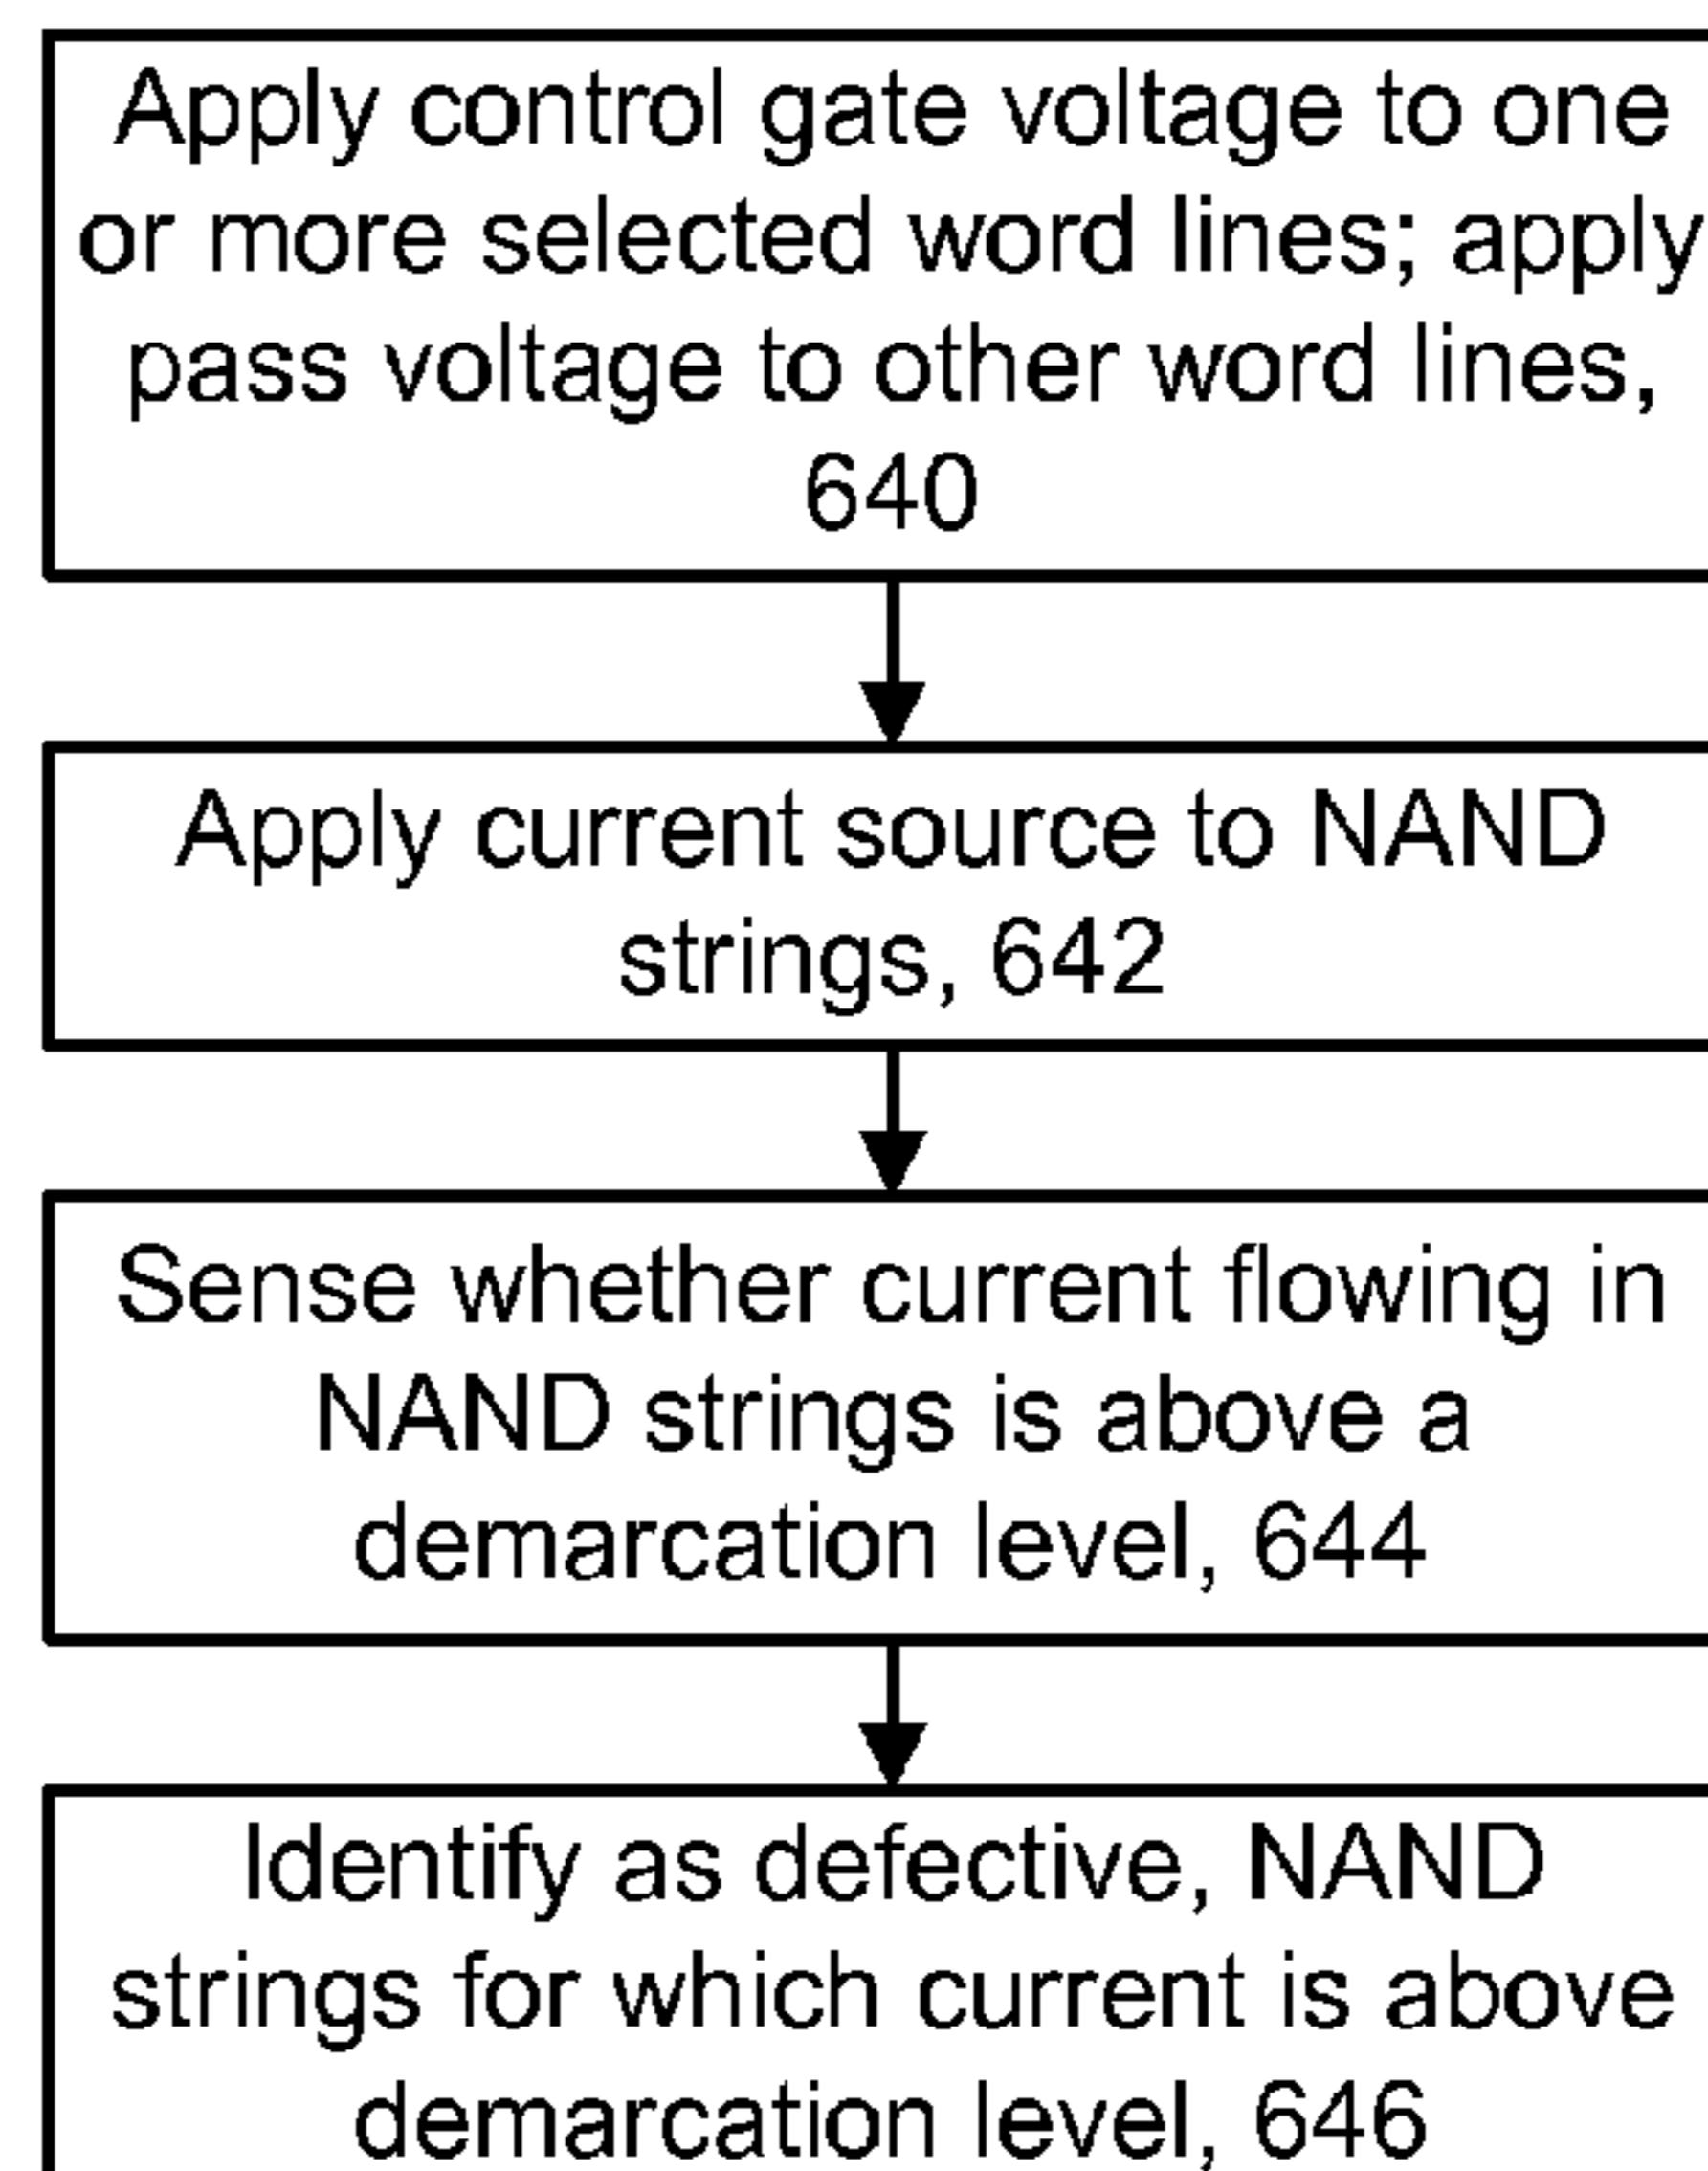 Apply control gate voltage to one
or more selected word lines; apply
pass voltage to other word lines,
640
Apply current source to NAND
strings, 642
Sense whether current flowing in
NAND strings is above a
demarcation level, 644
Identify as defective, NAND
strings for which current is above
demarcation level, 646